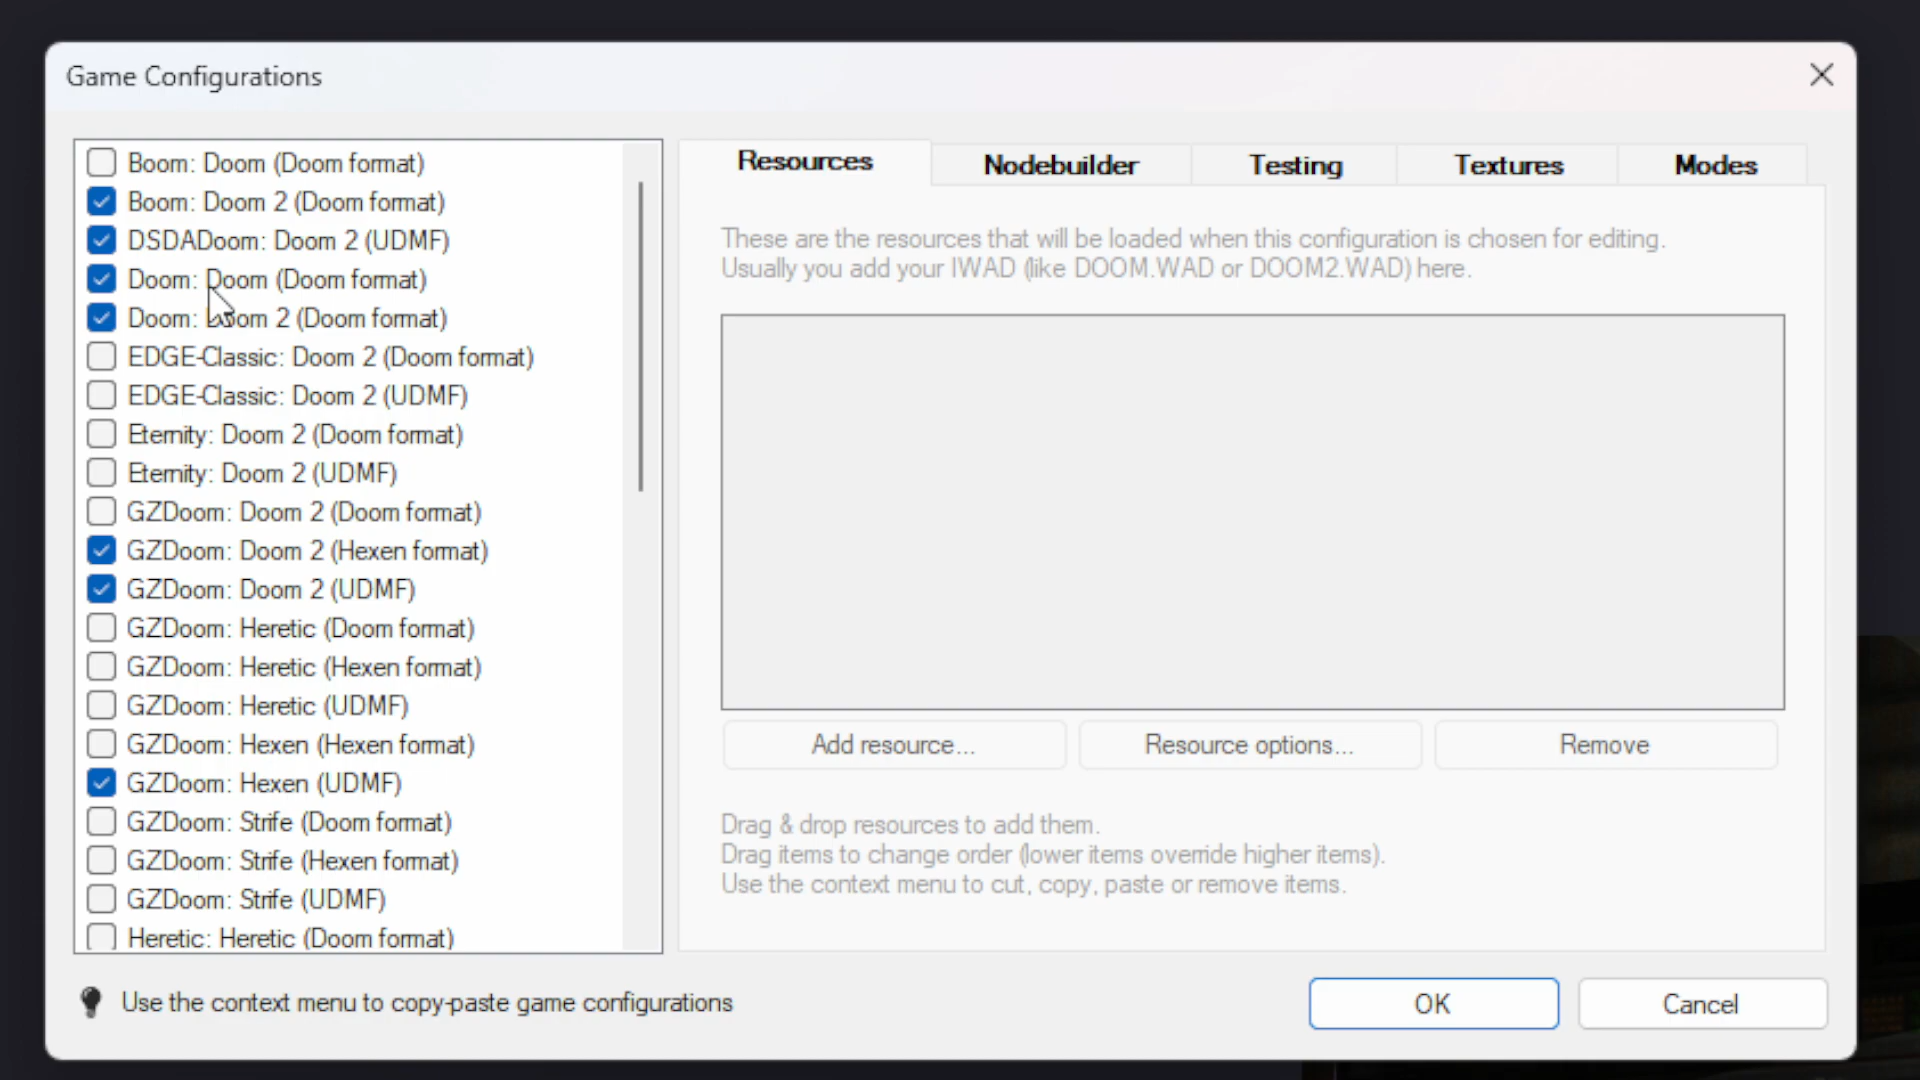 Game Configurations
Boom: Doom (Doom format)
Boom: Doom 2 (Doom format)
DSDADoom: Doom 2 (UDMF)
Doom: Doom (Doom format)
Doom: Doom 2 (Doom format)
EDGE-Classic: Doom 2 (Doom format)
EDGE-Classic: Doom 2 (UDMF)
Eternity: Doom 2 (Doom format)
Eternity: Doom 2 (UDMF)
GZDoom: Doom 2 (Doom format)
GZDoom: Doom 2 (Hexen format)
GZDoom: Doom 2 (UDMF)
GZDoom: Heretic (Doom format)
GZDoom: Heretic (Hexen format)
GZDoom: Heretic (UDMF)
GZDoom: Hexen (Hexen format)
GZDoom: Hexen (UDMF)
GZDoom: Strife (Doom format)
GZDoom: Strife (Hexen format)
GZDoom: Strife (UDMF)
Heretic: Heretic (Doom format)
Resources Nodebuilder Testing Textures Modes
These are the resources that will be loaded when this configuration is chosen for editing.
Usually you add your IWAD (like DOOM.WAD or DOOM2.WAD) here.
Add resource... Resource options... Remove
Drag & drop resources to add them.
Drag items to change order (lower items override higher items).
Use the context menu to cut, copy, paste or remove items.
Use the context menu to copy-paste game configurations
OK Cancel